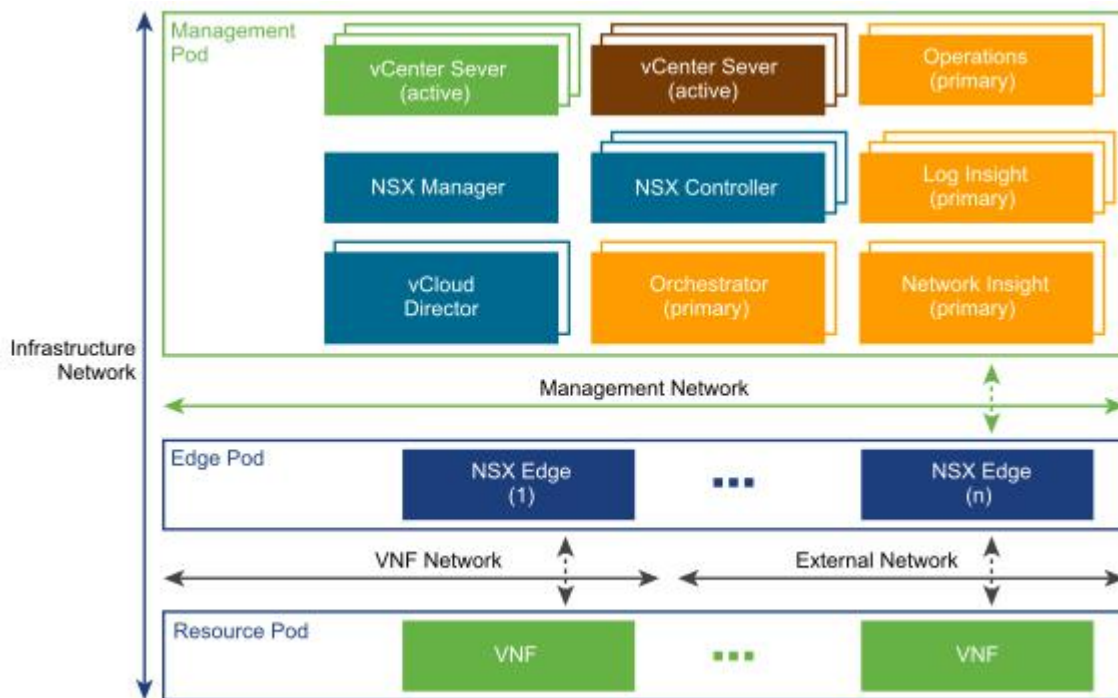 Management
Pod
vCenter Sever
(active)
vCenter Sever
(active)
Operations
(primary)
NSX Manager
NSX Controller
Log Insight
(primary)
vCloud
Director
Orchestrator
(primary)
Network Insight
(primary)
Infrastructure
Network
Management Network
Edge Pod
NSX Edge
(1)
NSX Edge
(n)
VNF Network
External Network
Resource Pod
VNF
VNF